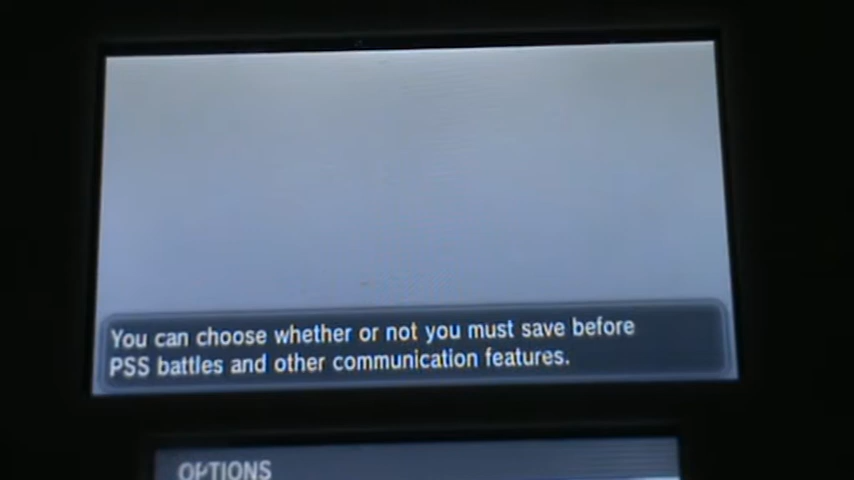 You can choose whether or not you must save before
PSS battles and other communication features.
OPTIONS